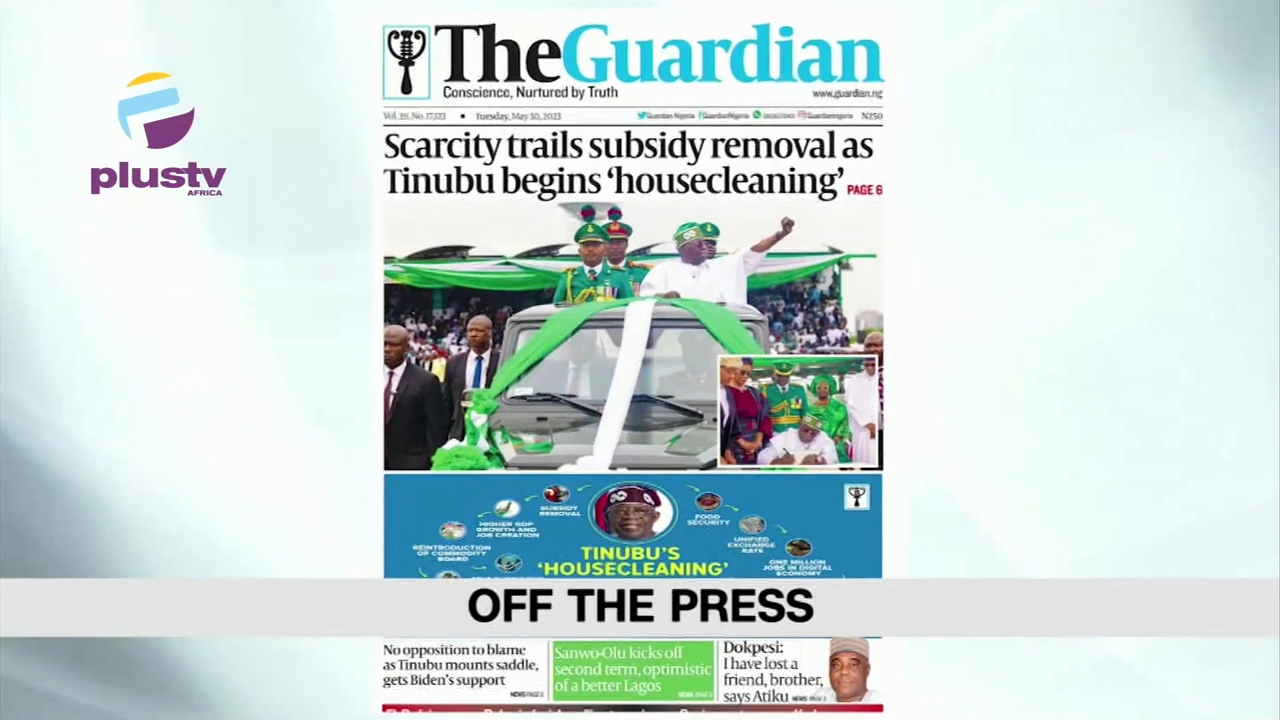 plustv
AFRICA
TheGuardian
Conscience, Nurtured by Truth
www.guardian.ng
Tuesday, May 30, 2023
N250
Scarcity trails subsidy removal as
Tinubu begins ‘housecleaning’ PAGE 6
SUBSIDY
REMOVAL
HIGHER GDP
GROWTH AND
JOB CREATION
REINTRODUCTION
OF COMMODITY
BOARD
FOOD
SECURITY
UNIFIED
EXCHANGE
RATE
ONE MILLION
JOBS IN DIGITAL
ECONOMY
TINUBU'S
‘HOUSECLEANING’
OFF THE PRESS
No opposition to blame
as Tinubu mounts saddle,
gets Biden's support
Sanwo-Olu kicks off
second term, optimistic
of a better Lagos
Dokpesi:
I have lost a
friend, brother,
says Atiku